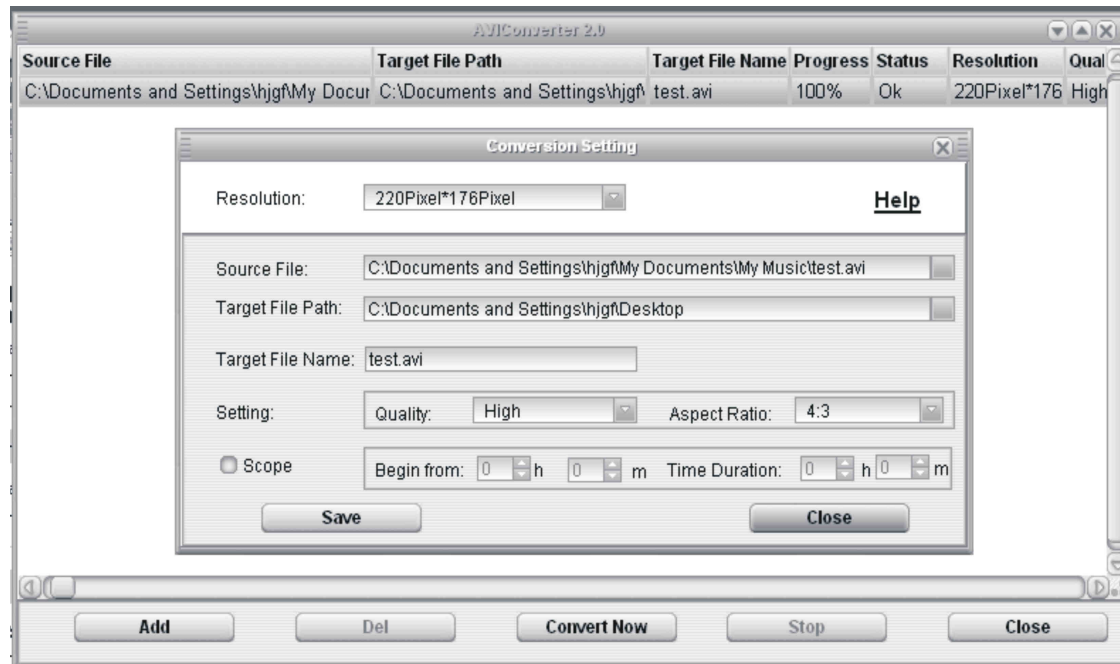 AVIConverter 2.0
Source File Target File Path Target File Name Progress Status Resolution Qual
C:\Documents and Settings\hjgf\My Docur C:\Documents and Settings\hjgf\ test.avi 100% Ok 220Pixel*176 High
Conversion Setting
Resolution: 220Pixel*176Pixel Help
Source File: C:\Documents and Settings\hjgf\My Documents\My Music\test.avi
Target File Path: C:\Documents and Settings\hjgf\Desktop
Target File Name: test.avi
Setting: Quality: High Aspect Ratio: 4:3
Scope Begin from: 0 h 0 m Time Duration: 0 h 0 m
Save Close
Add Del Convert Now Stop Close